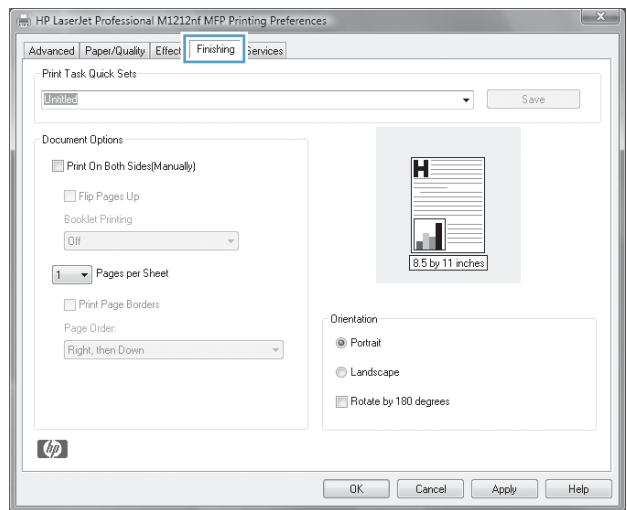 HP LaserJet Professional M1212nf MFP Printing Preferences
Advanced Paper/Quality Effect Finishing Services
Print Task Quick Sets
Untitled Save
Document Options
Print On Both Sides(Manually)
Flip Pages Up
Booklet Printing
Off
1 Pages per Sheet
Print Page Borders
Page Order:
Right, then Down
H
8.5 by 11 inches
Orientation
Portrait
Landscape
Rotate by 180 degrees
hp
OK Cancel Apply Help